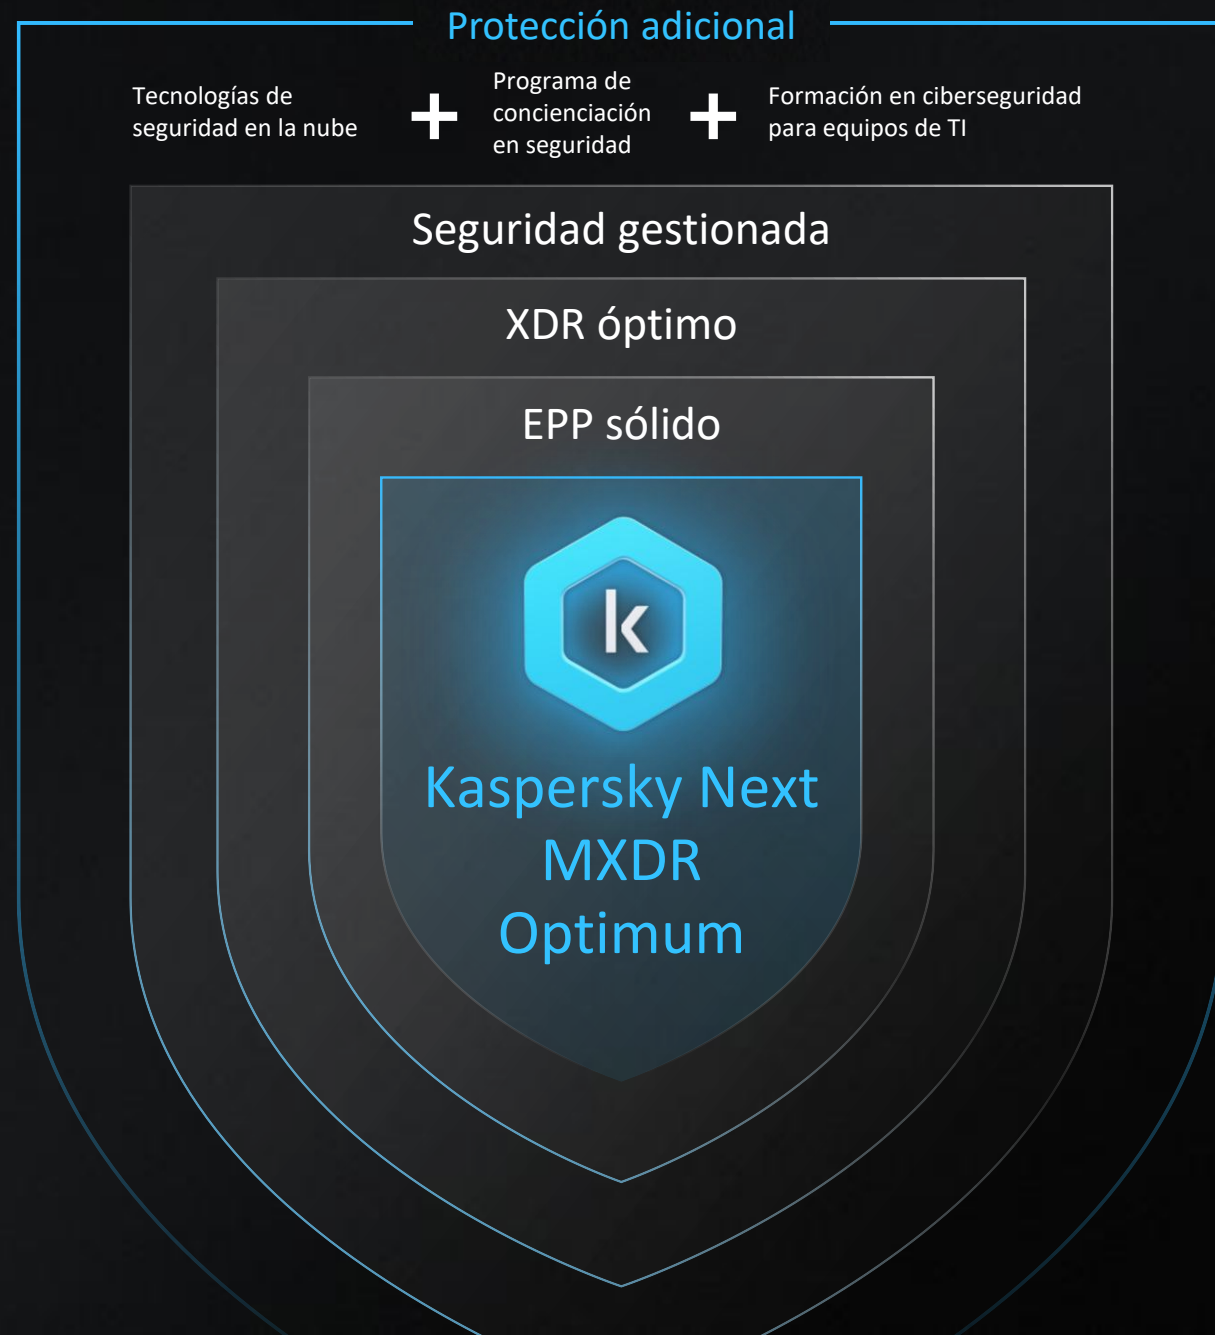 Protección adicional
Tecnologías de
seguridad en la nube
+
Programa de
concienciación
en seguridad
+
Formación en ciberseguridad
para equipos de TI
Seguridad gestionada
XDR óptimo
EPP sólido
k
Kaspersky Next
MXDR
Optimum